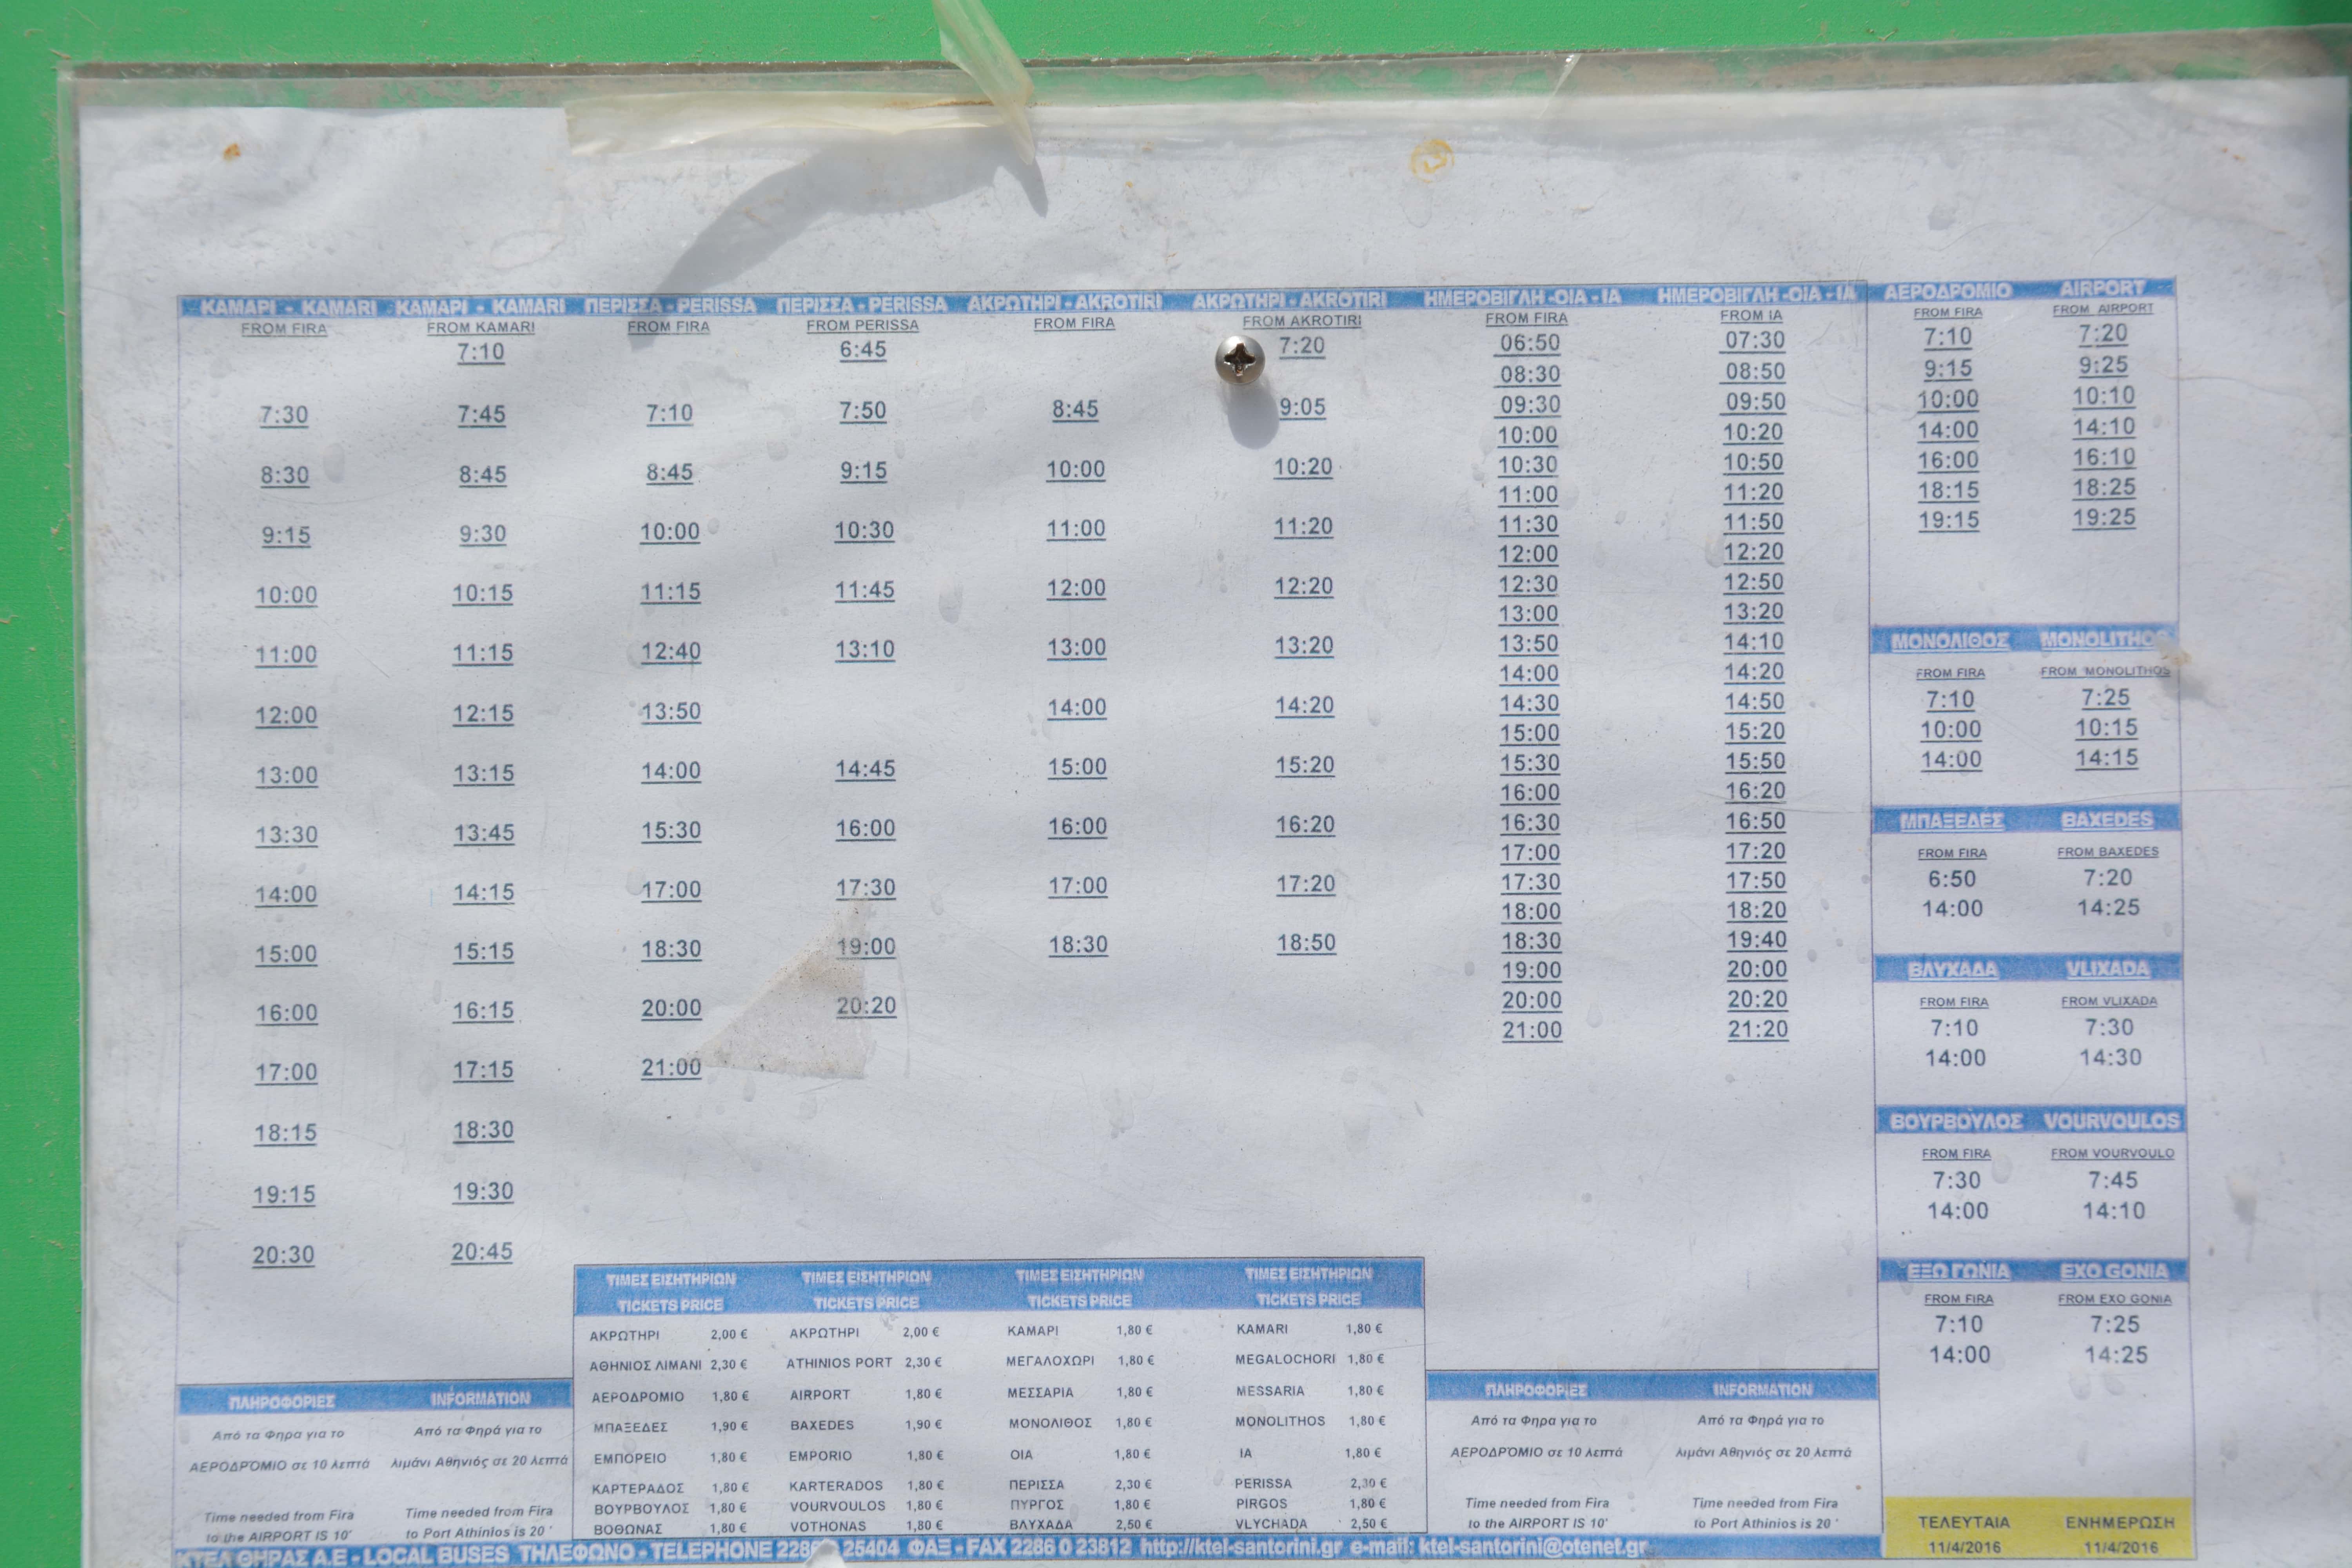 ΚΑΜΑΡΙ - KAMARI ΚΑΜΑΡΙ - KAMARI ΠΕΡΙΣΣΑ - PERISSA ΠΕΡΙΣΣΑ - PERISSA ΑΚΡΩΤΗΡΙ - AKROTIRI ΑΚΡΩΤΗΡΙ - AKROTIRI ΗΜΕΡΟΒΙΓΛΗ -ΟΙΑ - ΙΑ ΗΜΕΡΟΒΙΓΛΗ -ΟΙΑ - ΙΑ
FROM FIRA FROM KAMARI FROM FIRA FROM PERISSA FROM FIRA FROM AKROTIRI FROM FIRA FROM IA
7:10 6:45 7:20 06:50 07:30
08:30 08:50
7:30 7:45 7:10 7:50 8:45 9:05 09:30 09:50
10:00 10:20
8:30 8:45 8:45 9:15 10:00 10:20 10:30 10:50
11:00 11:20
9:15 9:30 10:00 10:30 11:00 11:20 11:30 11:50
12:00 12:20
10:00 10:15 11:15 11:45 12:00 12:20 12:30 12:50
13:00 13:20
11:00 11:15 12:40 13:10 13:00 13:20 13:50 14:10
14:00 14:20
12:00 12:15 13:50 14:00 14:20 14:30 14:50
15:00 15:20
13:00 13:15 14:00 14:45 15:00 15:20 15:30 15:50
16:00 16:20
13:30 13:45 15:30 16:00 16:00 16:20 16:30 16:50
17:00 17:20
14:00 14:15 17:00 17:30 17:00 17:20 17:30 17:50
18:00 18:20
15:00 15:15 18:30 19:00 18:30 18:50 18:30 19:40
19:00 20:00
16:00 16:15 20:00 20:20 20:00 20:20
21:00 21:20
17:00 17:15 21:00
18:15 18:30
19:15 19:30
20:30 20:45
ΑΕΡΟΔΡΟΜΙΟ AIRPORT
FROM FIRA FROM AIRPORT
7:10 7:20
9:15 9:25
10:00 10:10
14:00 14:10
16:00 16:10
18:15 18:25
19:15 19:25
ΜΟΝΟΛΙΘΟΣ MONOLITHOS
FROM FIRA FROM MONOLITHOS
7:10 7:25
10:00 10:15
14:00 14:15
ΜΠΑΞΕΔΕΣ BAXEDES
FROM FIRA FROM BAXEDES
6:50 7:20
14:00 14:25
ΒΛΥΧΑΔΑ VLIXADA
FROM FIRA FROM VLIXADA
7:10 7:30
14:00 14:30
ΒΟΥΡΒΟΥΛΟΣ VOURVOULOS
FROM FIRA FROM VOURVOULO
7:30 7:45
14:00 14:10
ΕΞΩ ΓΩΝΙΑ EXO GONIA
FROM FIRA FROM EXO GONIA
7:10 7:25
14:00 14:25
ΤΙΜΕΣ ΕΙΣΗΤΗΡΙΩΝ ΤΙΜΕΣ ΕΙΣΗΤΗΡΙΩΝ ΤΙΜΕΣ ΕΙΣΗΤΗΡΙΩΝ ΤΙΜΕΣ ΕΙΣΗΤΗΡΙΩΝ
TICKETS PRICE TICKETS PRICE TICKETS PRICE TICKETS PRICE
ΑΚΡΩΤΗΡΙ 2,00 € ΑΚΡΩΤΗΡΙ 2,00 € ΚΑΜΑΡΙ 1,80 € KAMARI 1,80 €
ΑΘΗΝΙΟΣ ΛΙΜΑΝΙ 2,30 € ATHINIOS PORT 2,30 € ΜΕΓΑΛΟΧΩΡΙ 1,80 € MEGALOCHORI 1,80 €
ΑΕΡΟΔΡΟΜΙΟ 1,80 € AIRPORT 1,80 € ΜΕΣΣΑΡΙΑ 1,80 € MESSARIA 1,80 €
ΜΠΑΞΕΔΕΣ 1,90 € BAXEDES 1,90 € ΜΟΝΟΛΙΘΟΣ 1,80 € MONOLITHOS 1,80 €
ΕΜΠΟΡΕΙΟ 1,80 € EMPORIO 1,80 € ΟΙΑ 1,80 € IA 1,80 €
ΚΑΡΤΕΡΑΔΟΣ 1,80 € KARTERADOS 1,80 € ΠΕΡΙΣΣΑ 2,30 € PERISSA 2,30 €
ΒΟΥΡΒΟΥΛΟΣ 1,80 € VOURVOULOS 1,80 € ΠΥΡΓΟΣ 1,80 € PIRGOS 1,80 €
ΒΟΘΩΝΑΣ 1,80 € VOTHONAS 1,80 € ΒΛΥΧΑΔΑ 2,50 € VLYCHADA 2,50 €
ΠΛΗΡΟΦΟΡΙΕΣ INFORMATION
Από τα Φηρα για το Από τα Φηρά για το
ΑΕΡΟΔΡΌΜΙΟ σε 10 λεπτά λιμάνι Αθηνιός σε 20 λεπτά
Time needed from Fira Time needed from Fira
to the AIRPORT IS 10' to Port Athinios is 20 '
ΠΛΗΡΟΦΟΡΙΕΣ INFORMATION
Από τα Φηρα για το Από τα Φηρά για το
ΑΕΡΟΔΡΌΜΙΟ σε 10 λεπτά λιμάνι Αθηνιός σε 20 λεπτά
Time needed from Fira Time needed from Fira
to the AIRPORT IS 10' to Port Athinios is 20 '
ΤΕΛΕΥΤΑΙΑ ΕΝΗΜΕΡΩΣΗ
11/4/2016 11/4/2016
ΚΤΕΛ ΘΗΡΑΣ Α.Ε - LOCAL BUSES ΤΗΛΕΦΩΝΟ - TELEPHONE 25404 ΦΑΞ - FAX 2286 0 23812 http://ktel-santorini.gr e-mail: ktel-santorini@otenet.gr